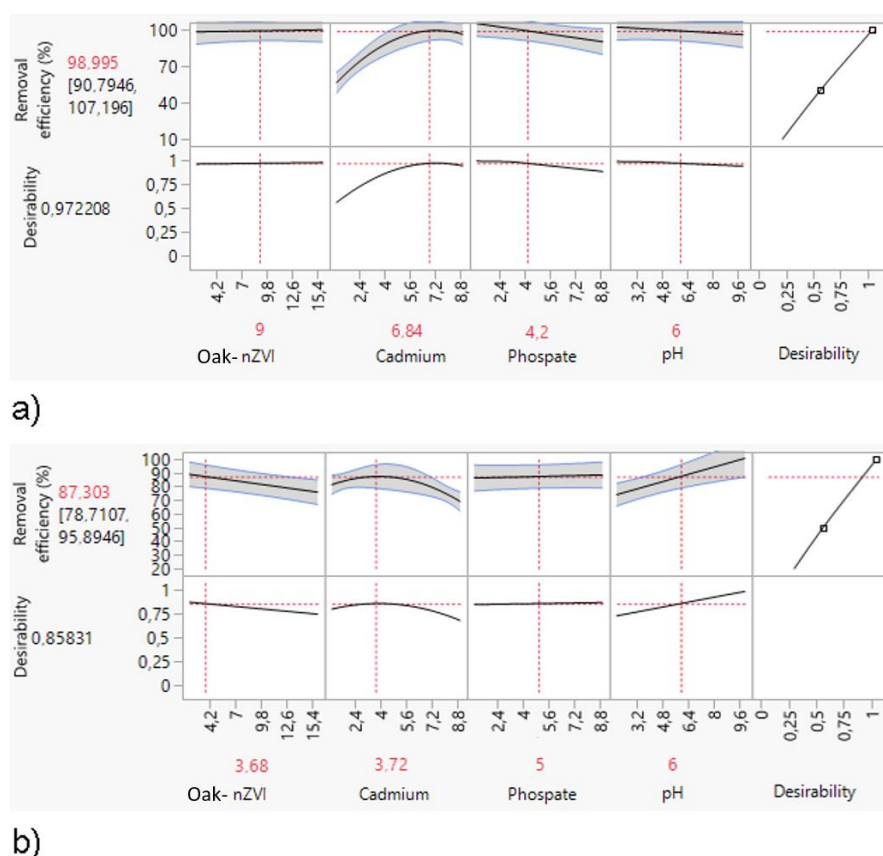 Removal
efficiency (%)
98,995
[90.7946,
107,196]
100
70
40
10
Desirability
0,972208
1
0,75
0,5
0,25
0
4,2 7 9,8 12,6 15,4
2,4 4 5,6 7,2 8,8
2,4 4 5,6 7,2 8,8
3,2 4,8 6,4 8 9,6
0 0,25 0,5 0,75 1
9 6,84 4,2 6
Oak- nZVI Cadmium Phospate pH Desirability
a)
Removal
efficiency (%)
87,303
[78,7107,
95,8946]
100
90
80
70
60
50
40
30
20
Desirability
0,85831
1
0,75
0,5
0,25
0
4,2 7 9,8 12,6 15,4
2,4 4 5,6 7,2 8,8
2,4 4 5,6 7,2 8,8
3,2 4,8 6,4 8 9,6
0 0,25 0,5 0,75 1
3,68 3,72 5 6
Oak- nZVI Cadmium Phospate pH Desirability
b)